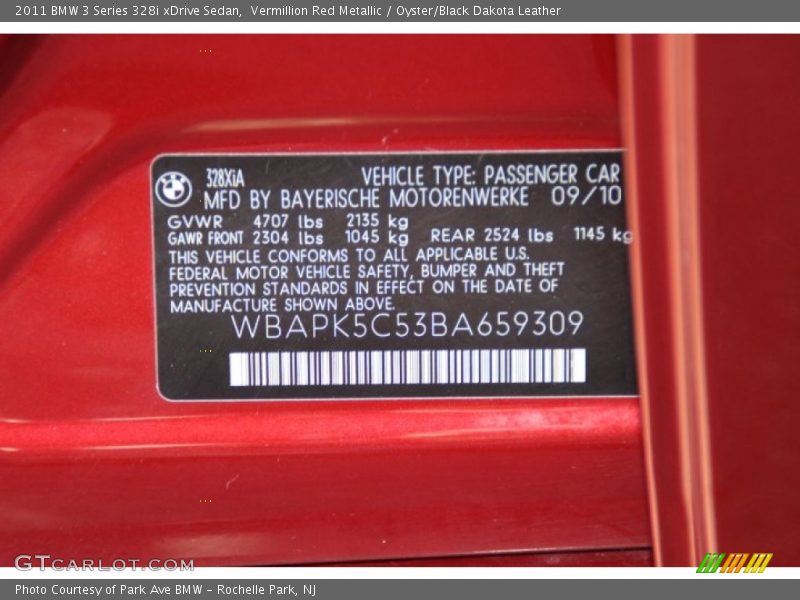 2011 BMW 3 Series 328i xDrive Sedan,  Vermillion Red Metallic / Oyster/Black Dakota Leather
BMW
328XiA
VEHICLE TYPE: PASSENGER CAR
MFD BY BAYERISCHE MOTORENWERKE 09/10
GVWR 4707 lbs 2135 kg
GAWR FRONT 2304 lbs 1045 kg REAR 2524 lbs 1145 kg
THIS VEHICLE CONFORMS TO ALL APPLICABLE U.S.
FEDERAL MOTOR VEHICLE SAFETY, BUMPER AND THEFT
PREVENTION STANDARDS IN EFFECT ON THE DATE OF
MANUFACTURE SHOWN ABOVE.
WBAPK5C53BA659309
GTCARLOT.COM
Photo Courtesy of Park Ave BMW - Rochelle Park, NJ